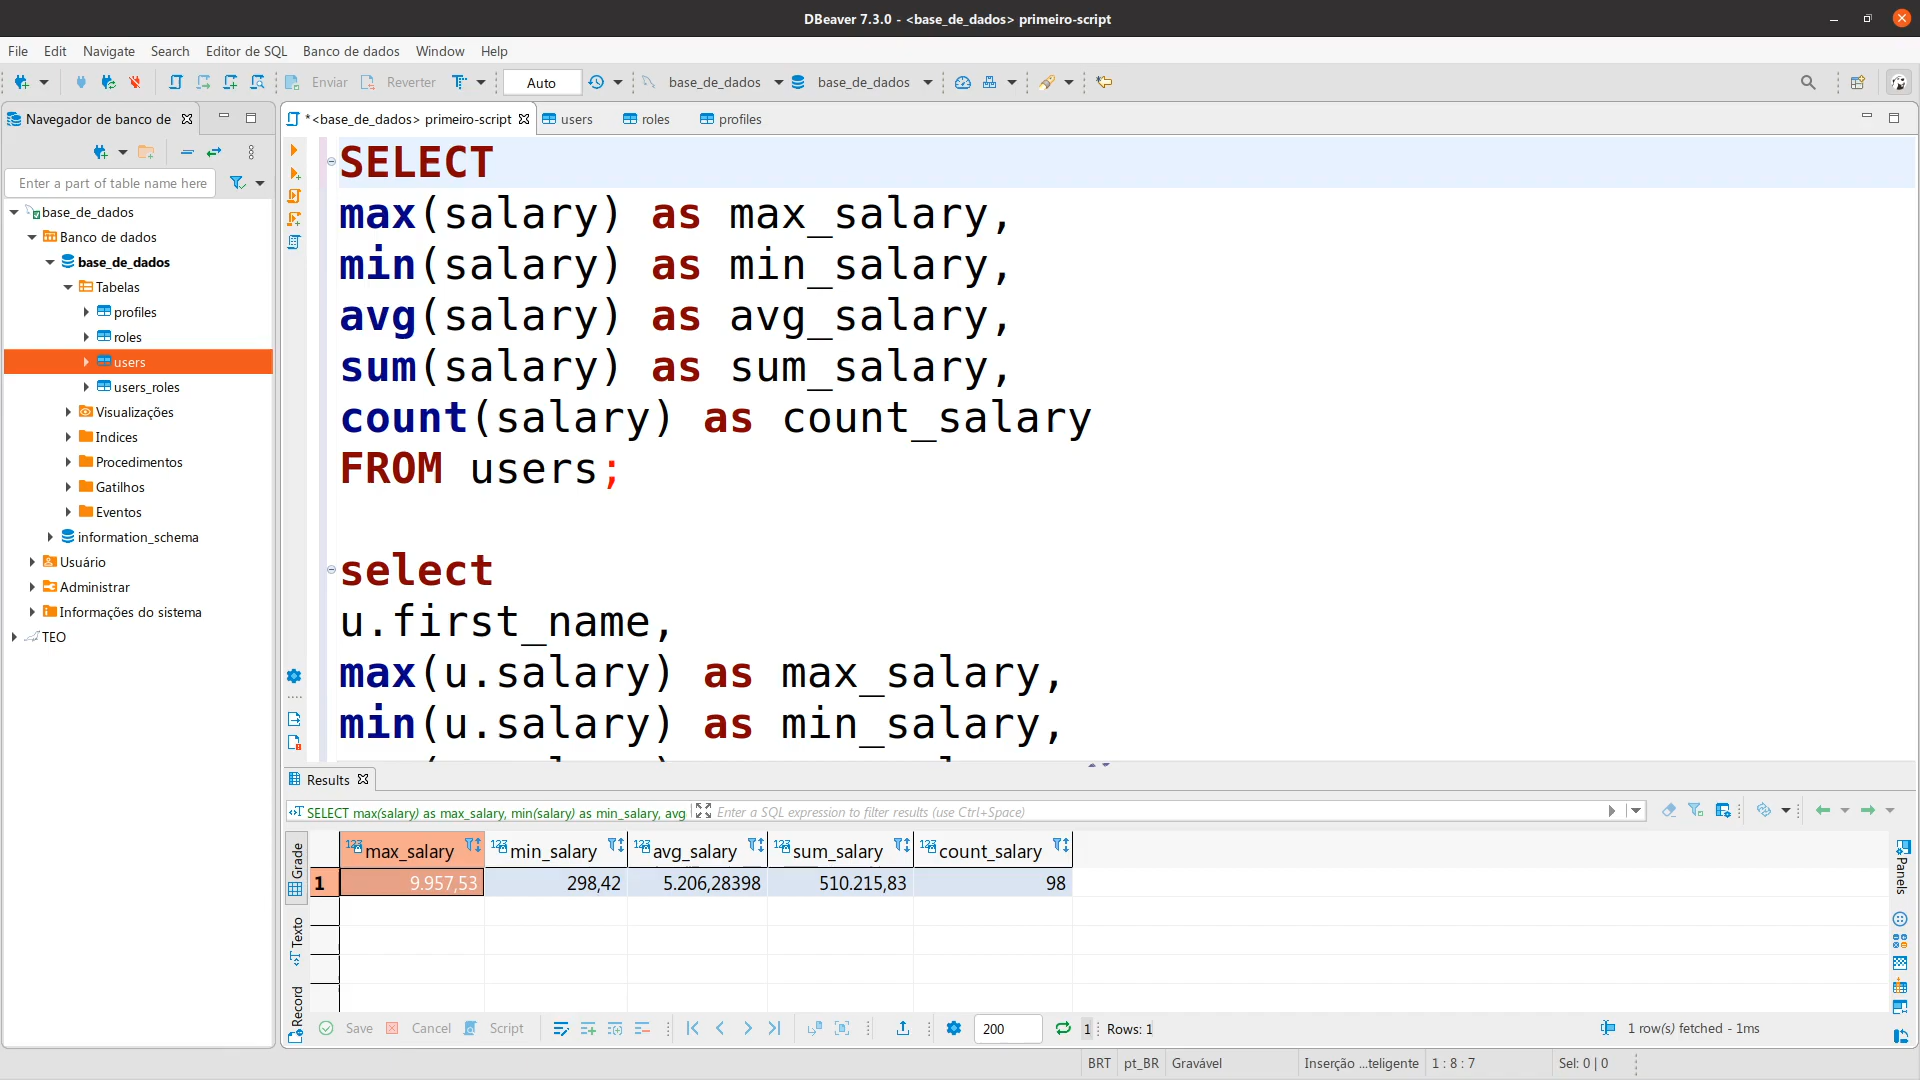 DBeaver 7.3.0 - <base_de_dados> primeiro-script
File Edit Navigate Search Editor de SQL Banco de dados Window Help
Enviar Reverter Auto base_de_dados base_de_dados
Navegador de banco de
*<base_de_dados> primeiro-script users roles profiles
Enter a part of table name here
base_de_dados
Banco de dados
base_de_dados
Tabelas
profiles
roles
users
users_roles
Visualizações
Indices
Procedimentos
Gatilhos
Eventos
information_schema
Usuário
Administrar
Informações do sistema
TEO
SELECT
max(salary) as max_salary,
min(salary) as min_salary,
avg(salary) as avg_salary,
sum(salary) as sum_salary,
count(salary) as count_salary
FROM users;
select
u.first_name,
max(u.salary) as max_salary,
min(u.salary) as min_salary,
Results
SELECT max(salary) as max_salary, min(salary) as min_salary, avg
Enter a SQL expression to filter results (use Ctrl+Space)
Grade
Texto
Record
123 max_salary 123 min_salary 123 avg_salary 123 sum_salary 123 count_salary
1 9.957,53 298,42 5.206,28398 510.215,83 98
Panels
Save Cancel Script 200 1 Rows: 1 1 row(s) fetched - 1ms
BRT pt_BR Gravável Inserção ...teligente 1 : 8 : 7 Sel: 0 | 0